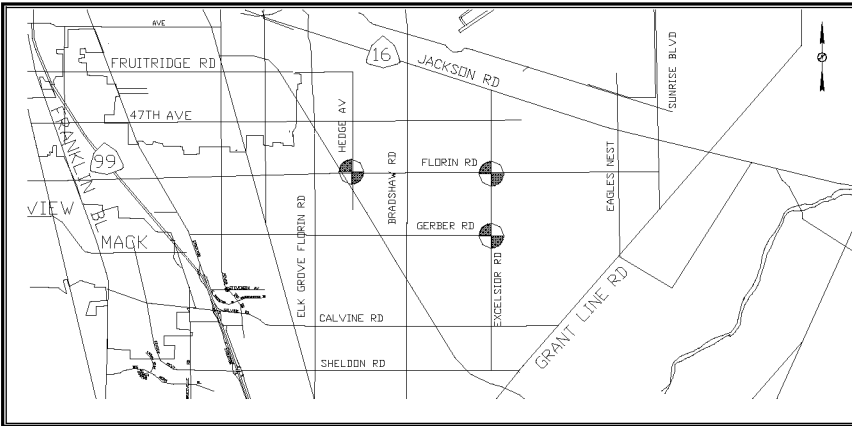 AVE
FRUITRIDGE RD
16
JACKSON RD
SUNRISE BLVD
47TH AVE
FRANKLIN BL
HEDGE AV
99
FLORIN RD
BRADSHAW RD
EAGLES NEST
VIEW
MACK
GERBER RD
ELK GROVE FLORIN RD
EXCELSIOR RD
CALVINE RD
GRANT LINE RD
SHELDON RD